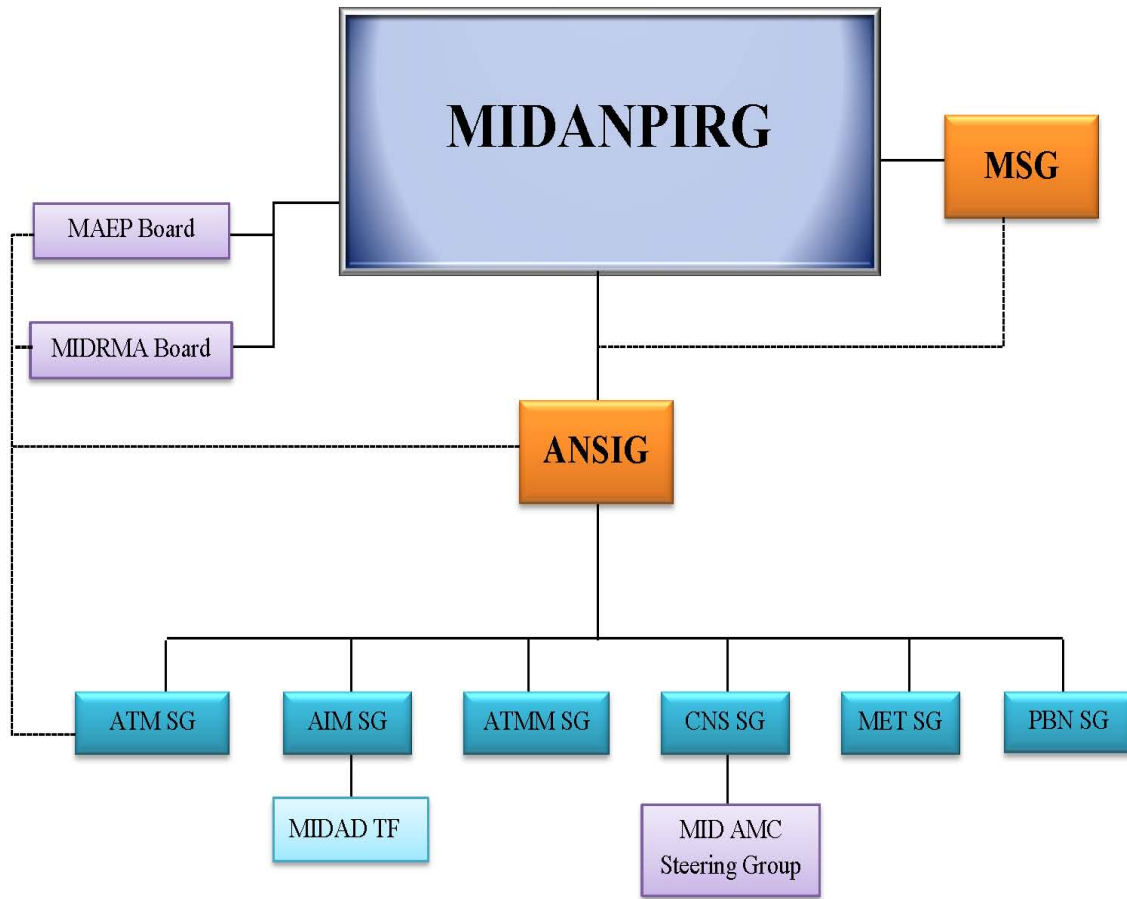 MIDANPIRG
MSG
MAEP Board
MIDRMA Board
ANSIG
ATM SG
AIM SG
ATMM SG
CNS SG
MET SG
PBN SG
MIDAD TF
MID AMC
Steering Group